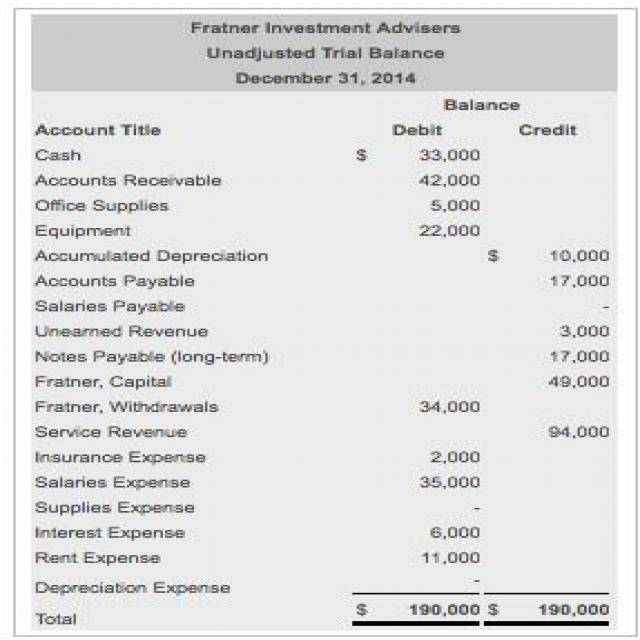 Fratner Investment Advisers
Unadjusted Trial Balance
December 31, 2014
Balance
Account Title Debit Credit
Cash $ 33,000
Accounts Receivable 42,000
Office Supplies 5,000
Equipment 22,000
Accumulated Depreciation $ 10,000
Accounts Payable 17,000
Salaries Payable -
Unearned Revenue 3,000
Notes Payable (long-term) 17,000
Fratner, Capital 49,000
Fratner, Withdrawals 34,000
Service Revenue 94,000
Insurance Expense 2,000
Salaries Expense 35,000
Supplies Expense -
Interest Expense 6,000
Rent Expense 11,000
Depreciation Expense -
Total $ 190,000 $ 190,000